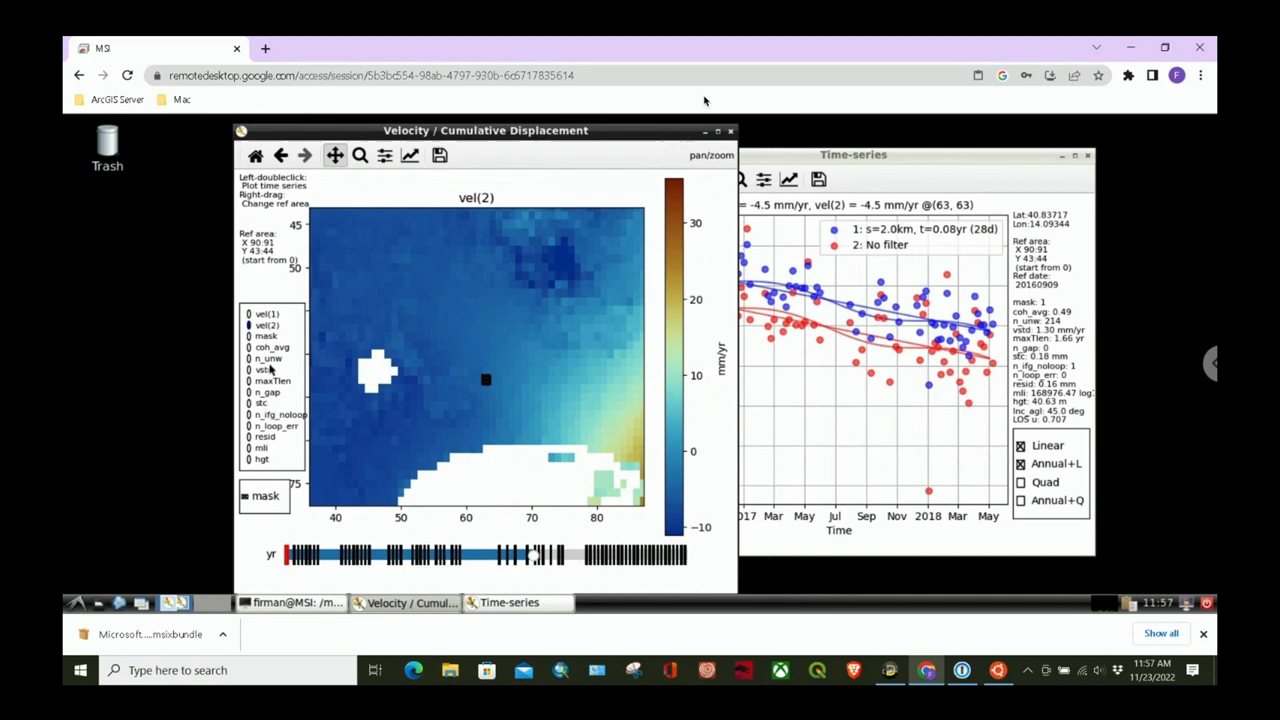 MSI
remotedesktop.google.com/access/session/5b3bc554-98ab-4797-930b-6c6717835614
ArcGIS Server
Mac
Trash
Velocity / Cumulative Displacement
pan/zoom
Left-doubleclick:
Plot time series
Right-drag:
Change ref area
Ref area:
X 90:91
Y 43:44
(start from 0)
vel(1)
vel(2)
mask
coh_avg
n_unw
maxTlen
n_gap
stc
n_ifg_noloop
n_loop_err
resid
mli
hgt
mask
vel(2)
45
50
75
40
50
60
70
80
30
20
10
0
−10
mm/yr
yr
Time-series
= -4.5 mm/yr, vel(2) = -4.5 mm/yr @(63, 63)
1: s=2.0km, t=0.08yr (28d)
2: No filter
017 Mar May Jul Sep Nov 2018 Mar May
Time
Lat:40.83717
Lon:14.09344
Ref area:
X 90:91
Y 43:44
(start from 0)
Ref date:
20160909
mask: 1
coh_avg: 0.49
n_unw: 214
vstd: 1.30 mm/yr
maxTlen: 1.66 yr
n_gap: 0
stc: 0.18 mm
n_ifg_noloop: 1
n_loop_err: 0
resid: 0.16 mm
mli: 168976.47 log
hgt: 40.63 m
Inc_agl: 45.0 deg
LOS u: 0.707
Linear
Annual+L
Quad
Annual+Q
firman@MSI: /m...
Velocity / Cumul...
Time-series
11:57
Microsoft....msixbundle
Show all
Type here to search
11:57 AM
11/23/2022